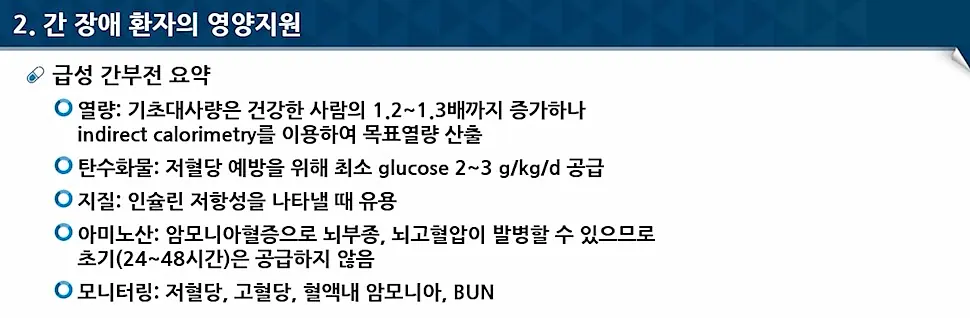 2. 간 장애 환자의 영양지원
급성 간부전 요약
열량: 기초대사량은 건강한 사람의 1.2~1.3배까지 증가하나
indirect calorimetry를 이용하여 목표열량 산출
탄수화물: 저혈당 예방을 위해 최소 glucose 2~3 g/kg/d 공급
지질: 인슐린 저항성을 나타낼 때 유용
아미노산: 암모니아혈증으로 뇌부종, 뇌고혈압이 발병할 수 있으므로
초기(24~48시간)은 공급하지 않음
모니터링: 저혈당, 고혈당, 혈액내 암모니아, BUN